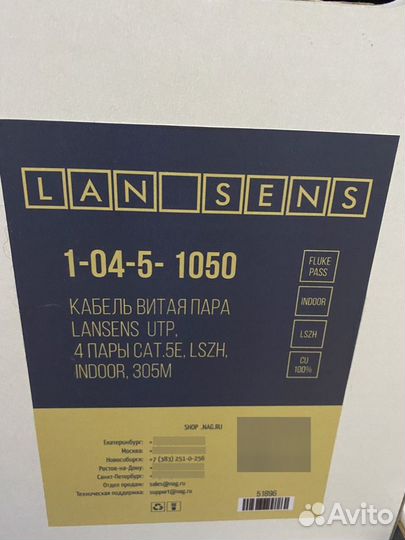 LAN SENS
1-04-5- 1050
КАБЕЛЬ ВИТАЯ ПАРА
LANSENS UTP,
4 ПАРЫ CAT.5E, LSZH,
INDOOR, 305М
FLUKE
PASS
INDOOR
LSZH
CU
100%
SHOP .NAG.RU
Екатеринбург:
Москва:
Новосибирск: +7 (383) 251-0-256
Ростов-на-Дону:
Санкт-Петербург:
Отдел продаж: sales@nag.ru
Техническая поддержка: support@nag.ru
51896
Avito